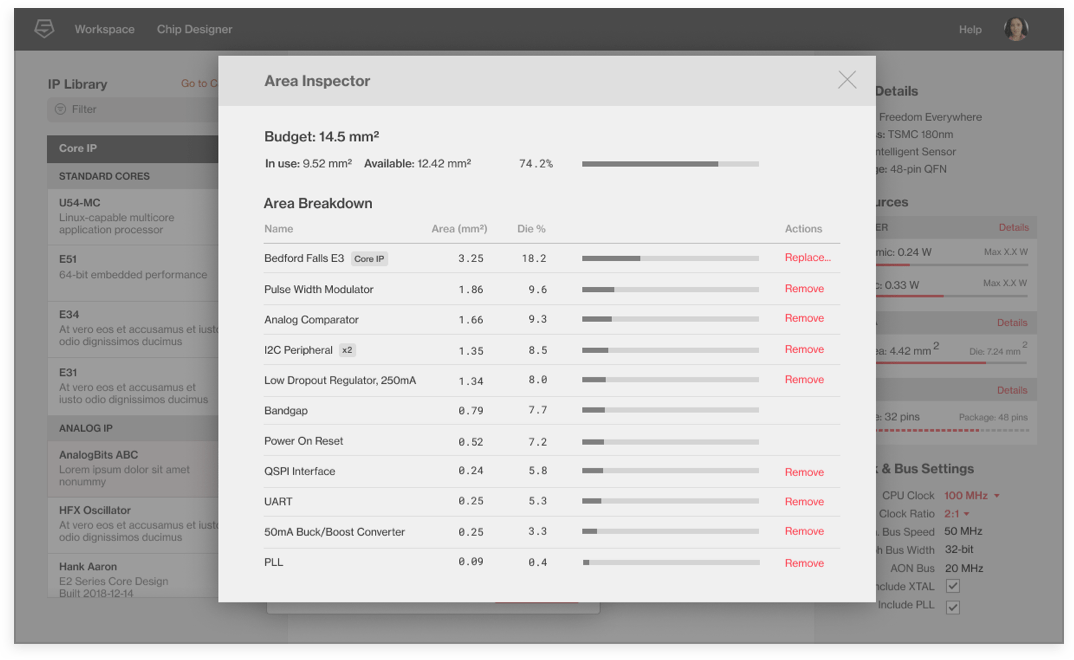 Workspace Chip Designer Help
IP Library Go to C
Filter
Core IP
STANDARD CORES
U54-MC
Linux-capable multicore
application processor
E51
64-bit embedded performance
E34
At vero eos et accusamus et iusto
odio dignissimos ducimus
E31
At vero eos et accusamus et
iusto odio dignissimos ducimus
ANALOG IP
AnalogBits ABC
Lorem ipsum dolor sit amet
nonummy
HFX Oscillator
At vero eos et accusamus et iusto
odio dignissimos ducimus
Hank Aaron
E2 Series Core Design
Built 2018-12-14
Area Inspector
Budget: 14.5 mm²
In use: 9.52 mm² Available: 12.42 mm² 74.2%
Area Breakdown
Name Area (mm²) Die % Actions
Bedford Falls E3 Core IP 3.25 18.2 Replace...
Pulse Width Modulator 1.86 9.6 Remove
Analog Comparator 1.66 9.3 Remove
I2C Peripheral x2 1.35 8.5 Remove
Low Dropout Regulator, 250mA 1.34 8.0 Remove
Bandgap 0.79 7.7
Power On Reset 0.52 7.2
QSPI Interface 0.24 5.8 Remove
UART 0.25 5.3 Remove
50mA Buck/Boost Converter 0.25 3.3 Remove
PLL 0.09 0.4 Remove
Details
Freedom Everywhere
s: TSMC 180nm
ntelligent Sensor
ge: 48-pin QFN
urces
ER Details
mic: 0.24 W Max X.X W
c: 0.33 W Max X.X W
Details
ea: 4.42 mm 2 Die: 7.24 mm 2
Details
e: 32 pins Package: 48 pins
k & Bus Settings
CPU Clock 100 MHz
Clock Ratio 2:1
. Bus Speed 50 MHz
h Bus Width 32-bit
AON Bus 20 MHz
nclude XTAL
Include PLL